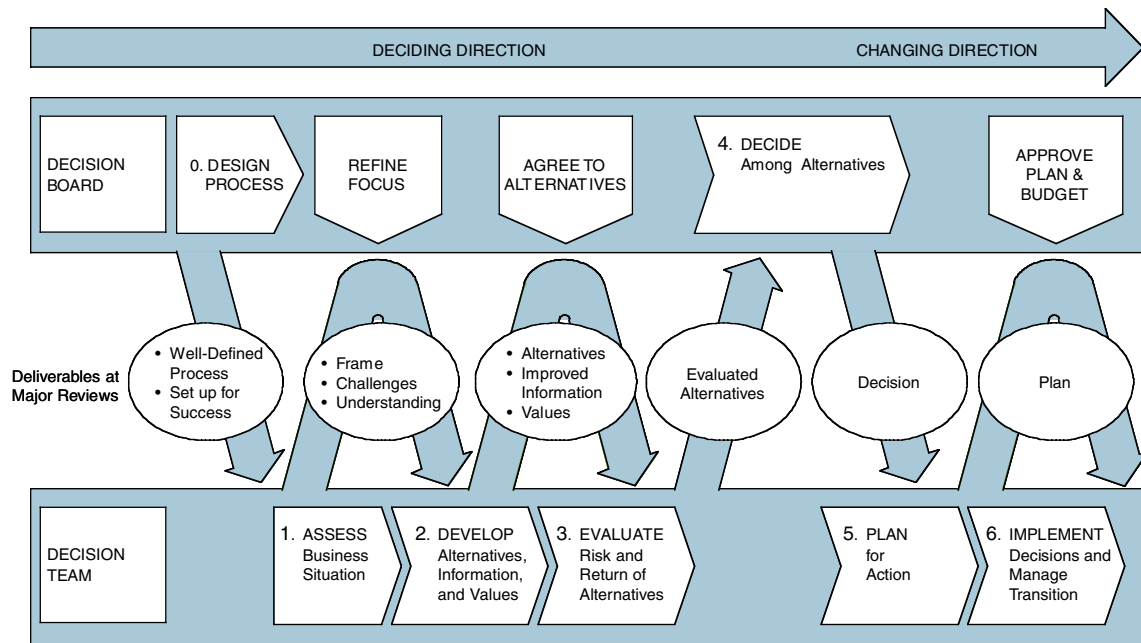 DECIDING DIRECTION
CHANGING DIRECTION
DECISION
BOARD
0. DESIGN
PROCESS
REFINE
FOCUS
AGREE TO
ALTERNATIVES
4. DECIDE
Among Alternatives
APPROVE
PLAN &
BUDGET
Deliverables at
Major Reviews
• Well-Defined
Process
• Set up for
Success
• Frame
• Challenges
• Understanding
• Alternatives
• Improved
Information
• Values
Evaluated
Alternatives
Decision
Plan
DECISION
TEAM
1. ASSESS
Business
Situation
2. DEVELOP
Alternatives,
Information,
and Values
3. EVALUATE
Risk and
Return of
Alternatives
5. PLAN
for
Action
6. IMPLEMENT
Decisions and
Manage
Transition